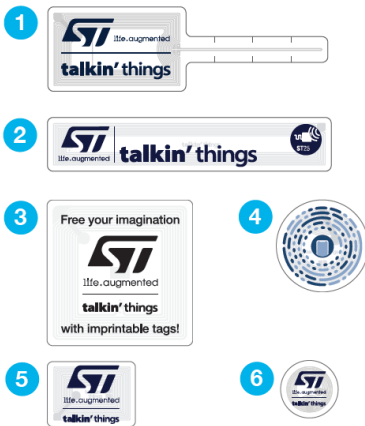 1
ST
life.augmented
talkin' things
2
ST
life.augmented
talkin' things
ST25
3
Free your imagination
ST
life.augmented
talkin' things
with imprintable tags!
4
5
ST
life.augmented
talkin' things
6
ST
life.augmented
talkin' things